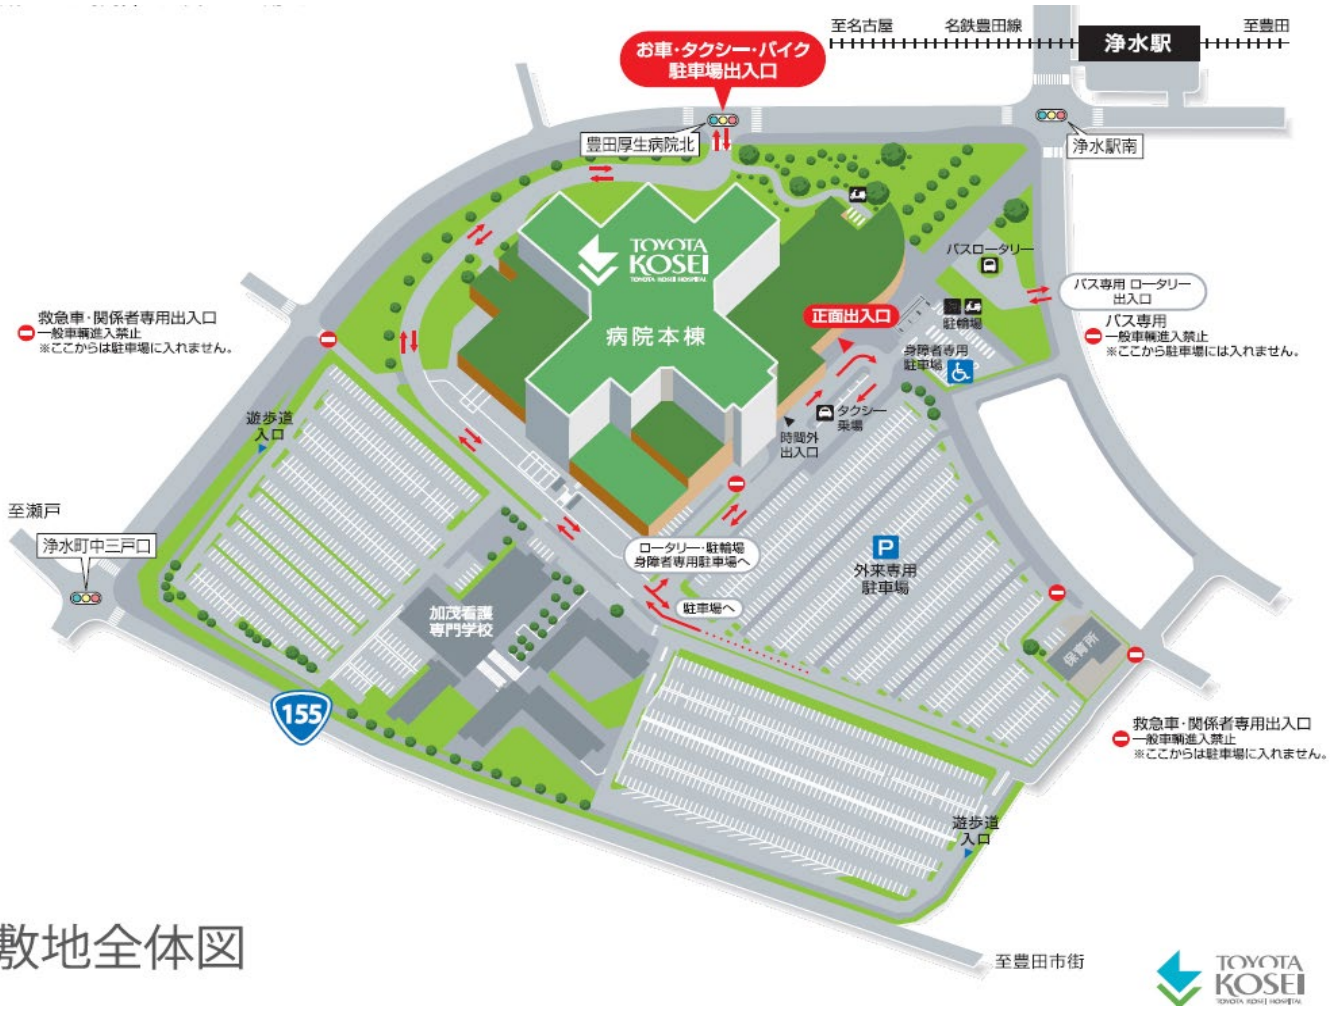 至名古屋
名鉄豊田線
浄水駅
至豊田
お車・タクシー・バイク
駐車場出入口
豊田厚生病院北
浄水駅南
TOYOTA
KOSEI
TOYOTA KOSEI HOSPITAL
病院本棟
バスロータリー
バス専用 ロータリー
出入口
バス専用
一般車輌進入禁止
※ここから駐車場には入れません。
救急車・関係者専用出入口
一般車輌進入禁止
※ここからは駐車場に入れません。
正面出入口
駐輪場
身障者専用
駐車場
タクシー
乗場
時間外
出入口
遊歩道
入口
至瀬戸
浄水町中三戸口
ロータリー・駐輪場
身障者専用駐車場へ
駐車場へ
P
外来専用
駐車場
加茂看護
専門学校
保育所
155
救急車・関係者専用出入口
一般車輌進入禁止
※ここからは駐車場に入れません。
遊歩道
入口
敷地全体図
至豊田市街
TOYOTA
KOSEI
TOYOTA KOSEI HOSPITAL